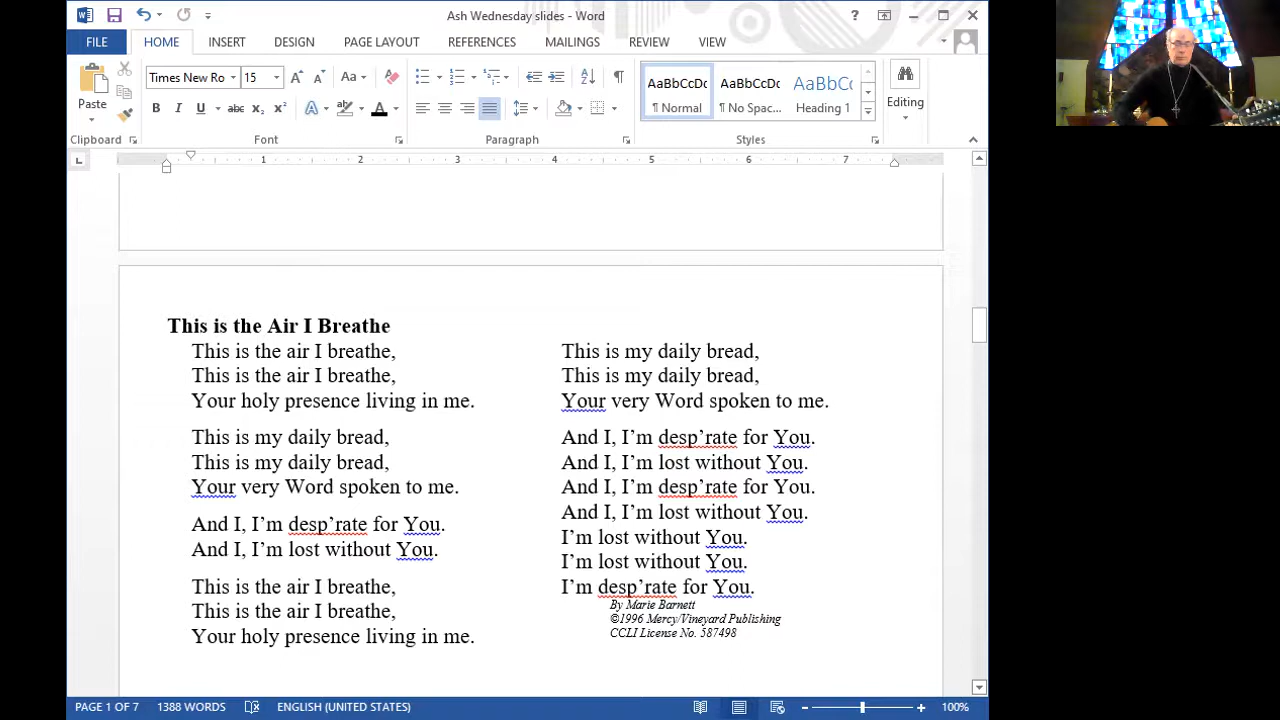 Ash Wednesday slides - Word
FILE HOME INSERT DESIGN PAGE LAYOUT REFERENCES MAILINGS REVIEW VIEW
Times New Ro 15
AaBbCcDc AaBbCcDc AaBbCc
Paste
¶ Normal ¶ No Spac... Heading 1
Editing
Clipboard Font Paragraph Styles
1 2 3 4 5 6 7
This is the Air I Breathe
This is the air I breathe,
This is the air I breathe,
Your holy presence living in me.
This is my daily bread,
This is my daily bread,
Your very Word spoken to me.
And I, I’m desp’rate for You.
And I, I’m lost without You.
This is the air I breathe,
This is the air I breathe,
Your holy presence living in me.
This is my daily bread,
This is my daily bread,
Your very Word spoken to me.
And I, I’m desp’rate for You.
And I, I’m lost without You.
And I, I’m desp’rate for You.
And I, I’m lost without You.
I’m lost without You.
I’m lost without You.
I’m desp’rate for You.
By Marie Barnett
©1996 Mercy/Vineyard Publishing
CCLI License No. 587498
PAGE 1 OF 7 1388 WORDS ENGLISH (UNITED STATES) 100%